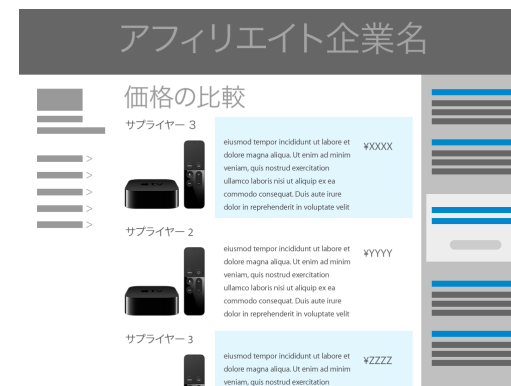 アフィリエイト企業名
価格の比較
サプライヤー 3
eiusmod tempor incididunt ut labore et
dolore magna aliqua. Ut enim ad minim
veniam, quis nostrud exercitation
ullamco laboris nisi ut aliquip ex ea
commodo consequat. Duis aute irure
dolor in reprehenderit in voluptate velit
¥XXXX
サプライヤー 2
eiusmod tempor incididunt ut labore et
dolore magna aliqua. Ut enim ad minim
veniam, quis nostrud exercitation
ullamco laboris nisi ut aliquip ex ea
commodo consequat. Duis aute irure
dolor in reprehenderit in voluptate velit
¥YYYY
サプライヤー 3
eiusmod tempor incididunt ut labore et
dolore magna aliqua. Ut enim ad minim
veniam, quis nostrud exercitation
¥ZZZZ